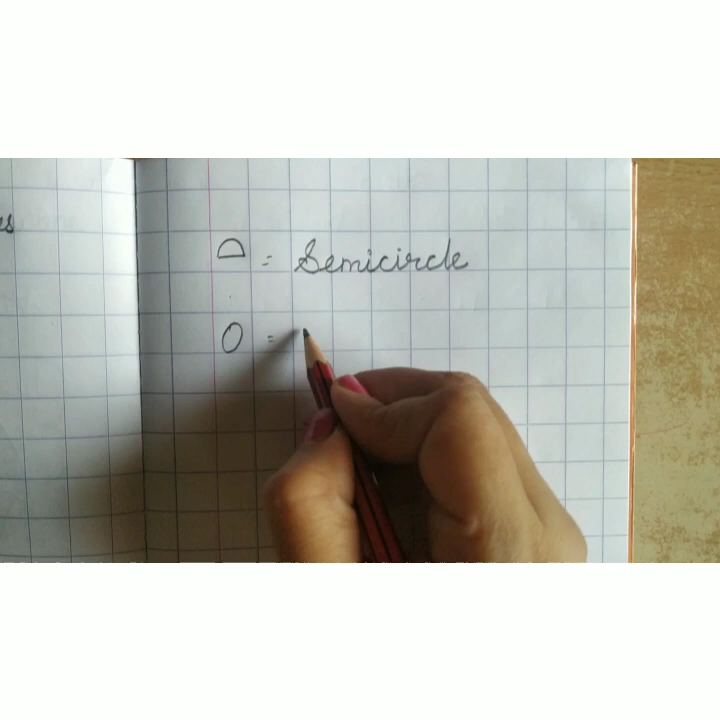 = Semicircle
=